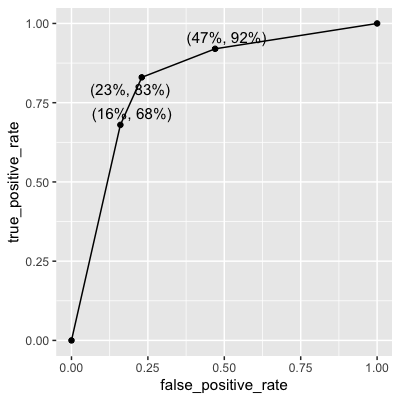 1.00
(47%, 92%)
(23%, 83%)
0.75
(16%, 68%)
true_positive_rate
0.50
0.25
0.00
0.00 0.25 0.50 0.75 1.00
false_positive_rate